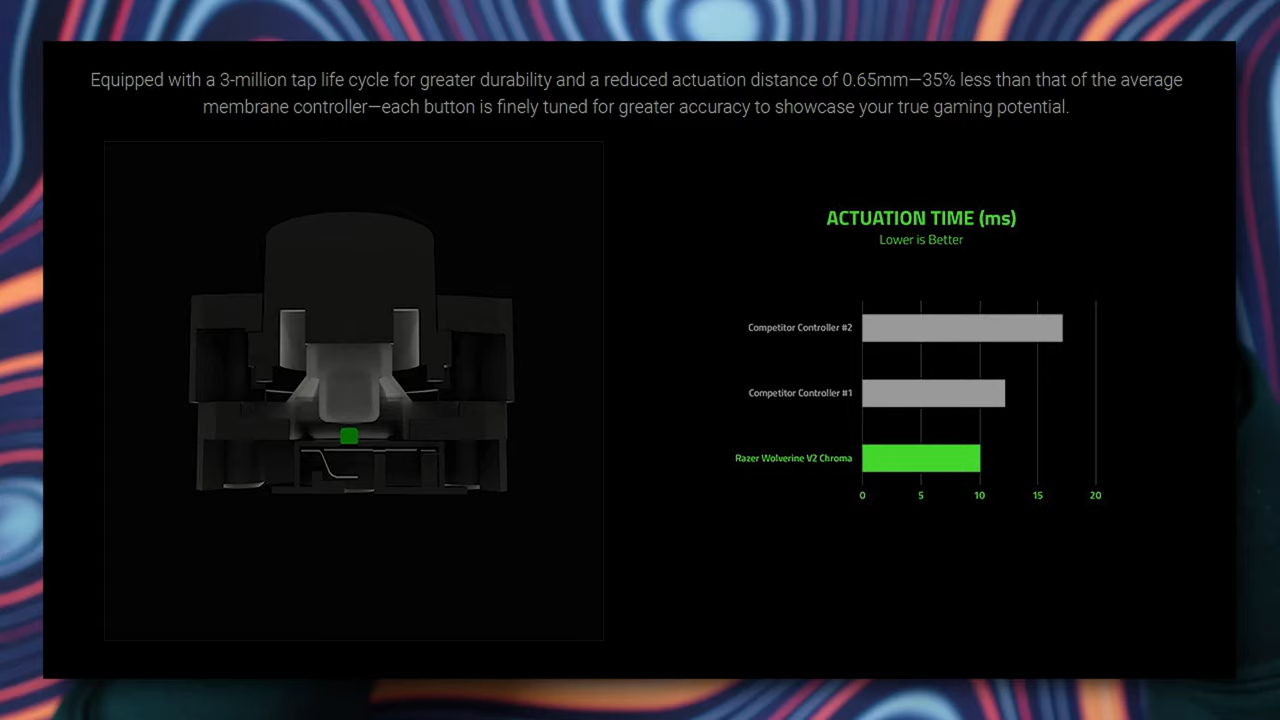 Equipped with a 3-million tap life cycle for greater durability and a reduced actuation distance of 0.65mm—35% less than that of the average
membrane controller—each button is finely tuned for greater accuracy to showcase your true gaming potential.
ACTUATION TIME (ms)
Lower is Better
Competitor Controller #2
Competitor Controller #1
Razer Wolverine V2 Chroma
0 5 10 15 20